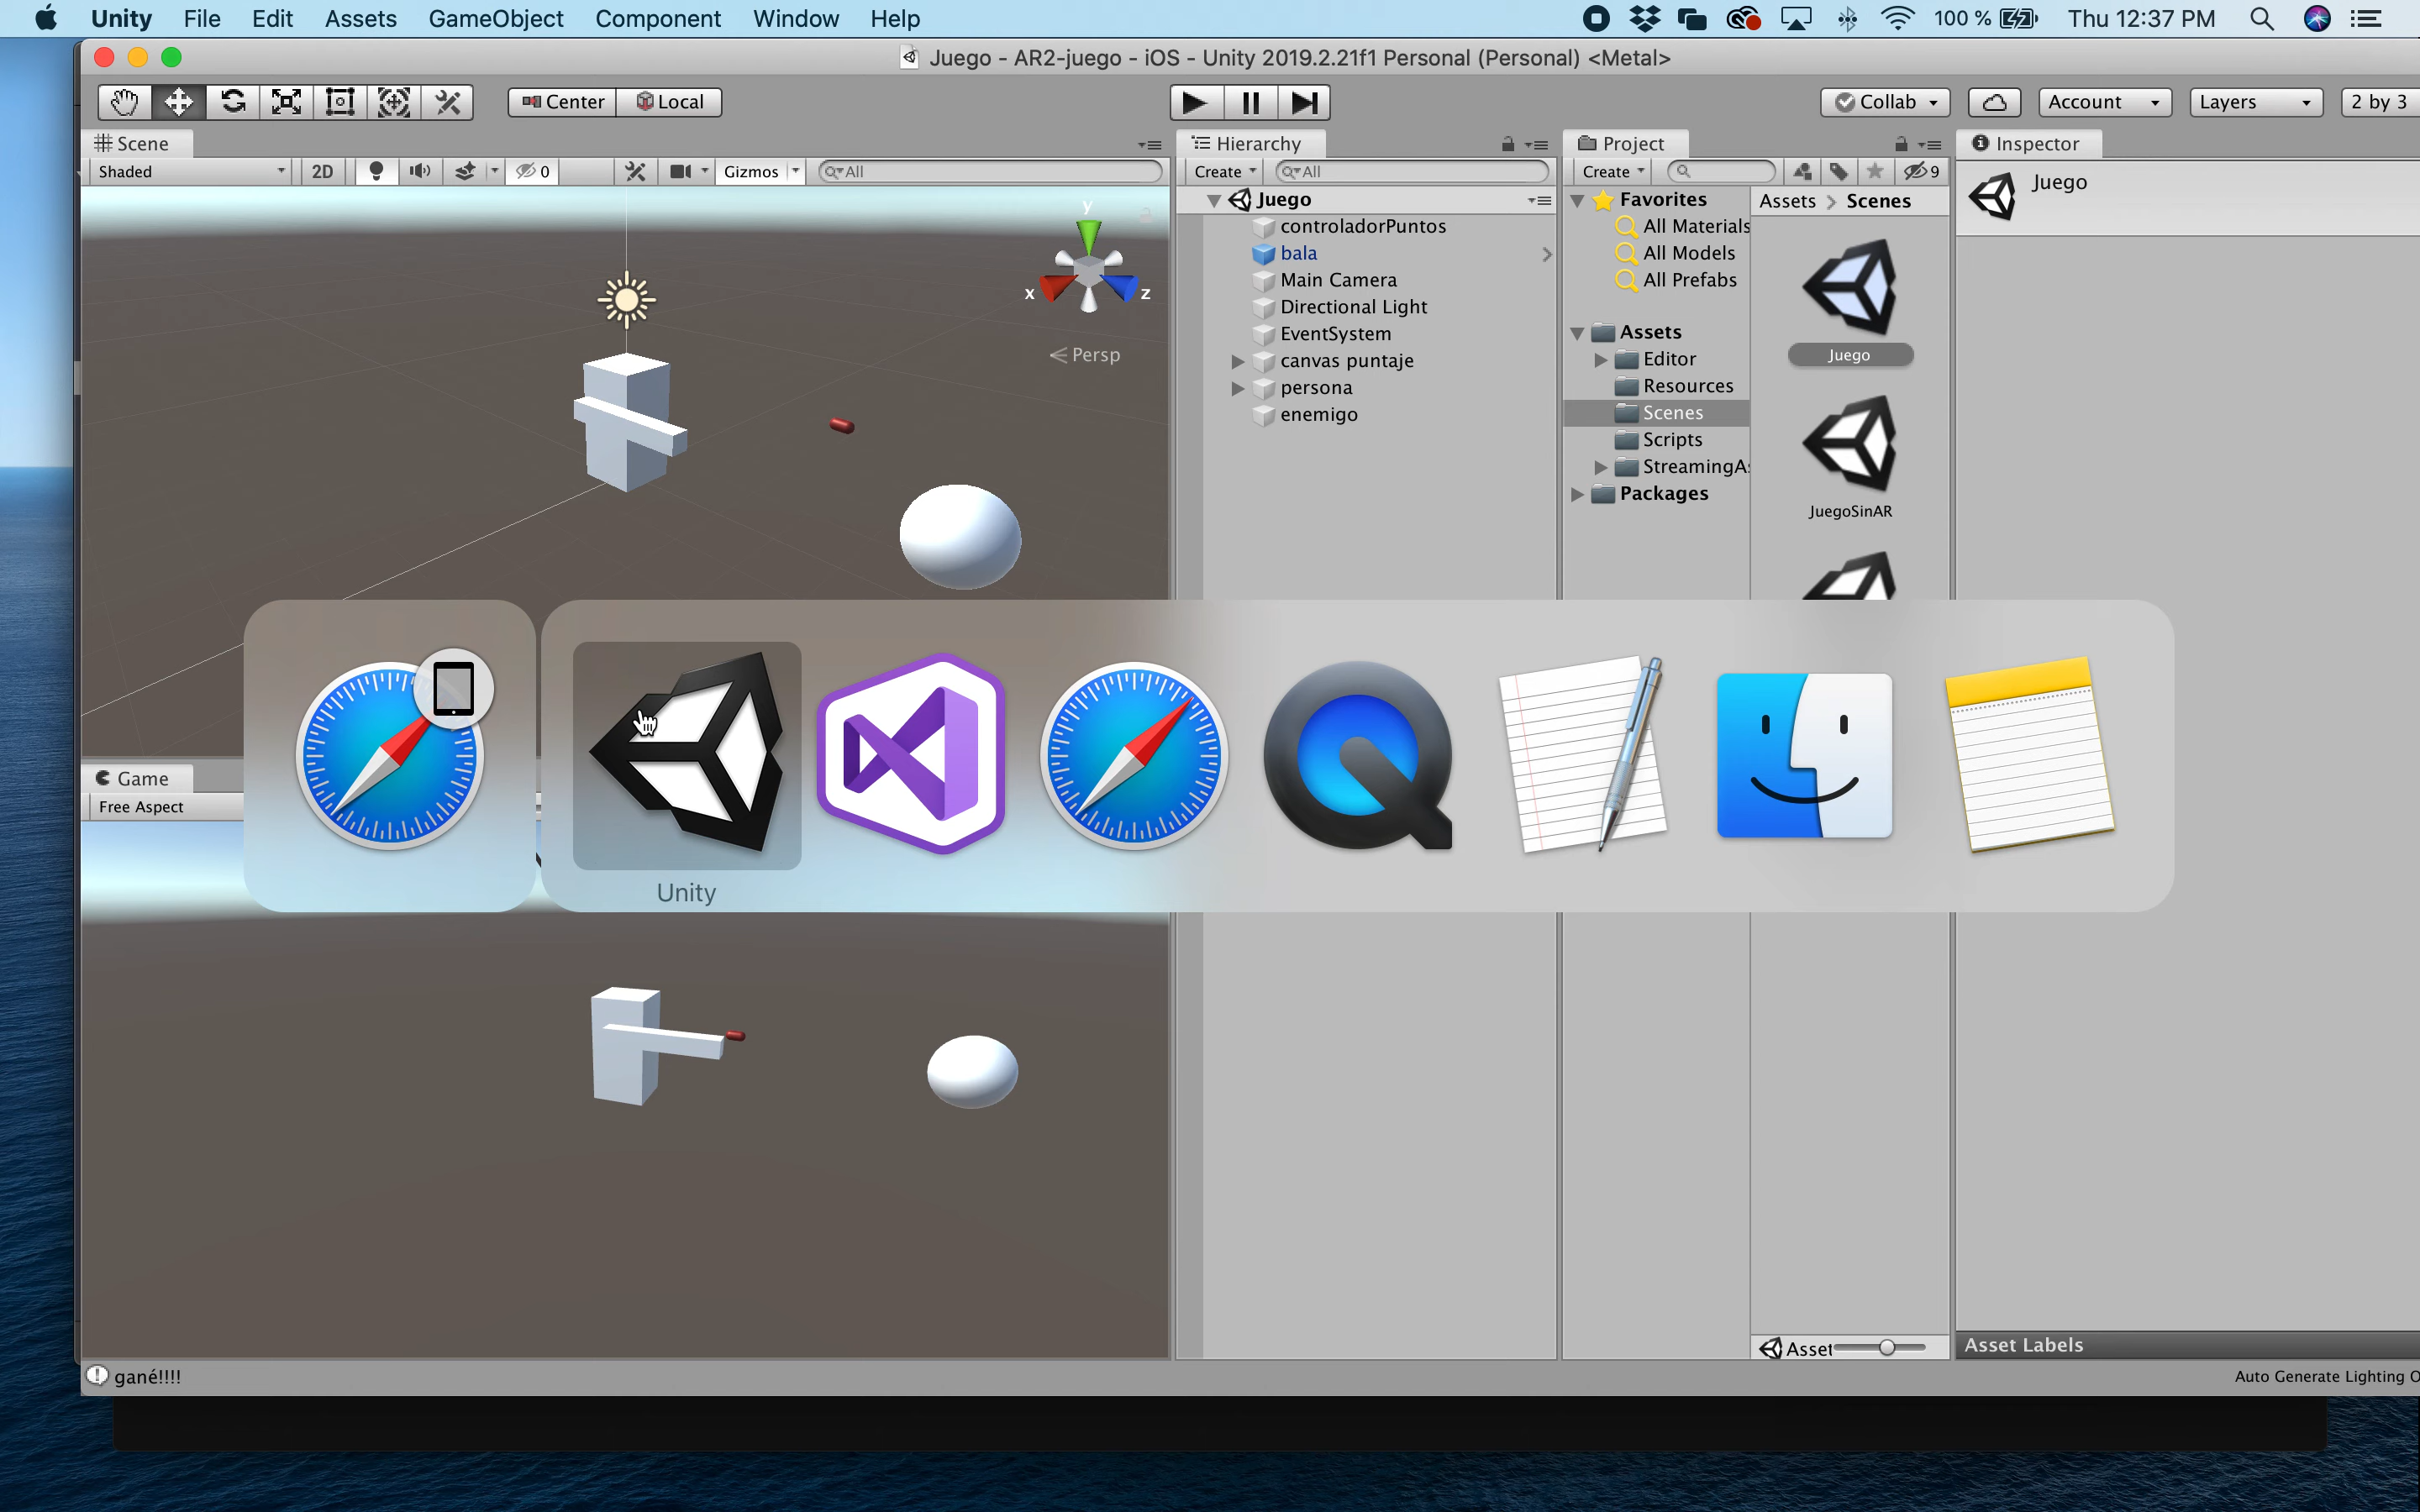 Unity File Edit Assets GameObject Component Window Help 100 % Thu 12:37 PM
Juego - AR2-juego - iOS - Unity 2019.2.21f1 Personal (Personal) <Metal>
Center Local Collab Account Layers 2 by 3
Scene
Shaded 2D 0 Gizmos All
y
x
z
Persp
Hierarchy
Create All
Juego
controladorPuntos
bala
Main Camera
Directional Light
EventSystem
canvas puntaje
persona
enemigo
Project
Create 9
Favorites
All Materials
All Models
All Prefabs
Assets
Editor
Resources
Scenes
Scripts
StreamingAs
Packages
Assets > Scenes
Juego
JuegoSinAR
Inspector
Juego
Unity
Game
Free Aspect
Asset
Asset Labels
gané!!!!
Auto Generate Lighting O